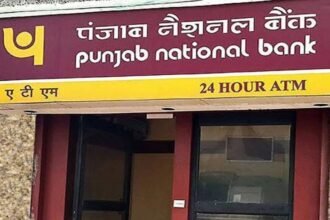 पंजाब नैशनल बैंक
punjab national bank
ए टी एम 24 HOUR ATM